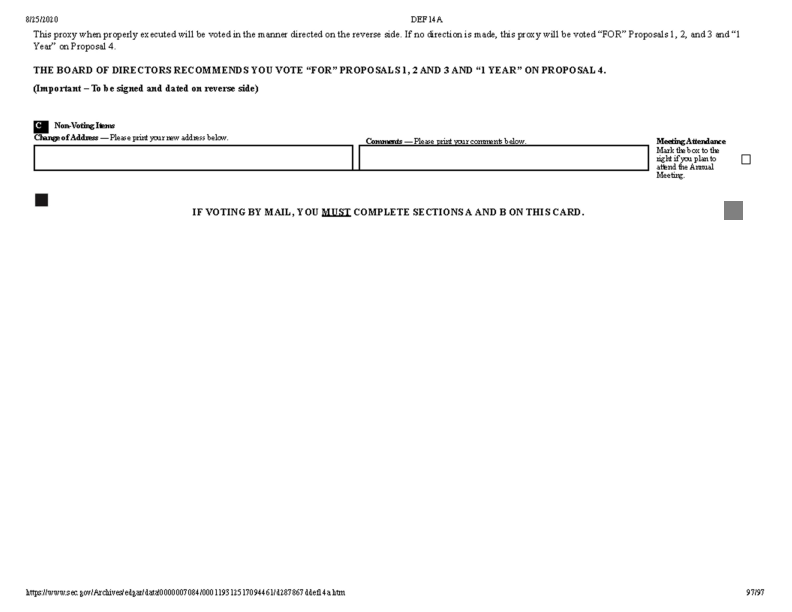 8/25/2020
DEF 14A
This proxy when properly executed will be voted in the manner directed on the reverse side. If no direction is made, this proxy will be voted “FOR” Proposals 1, 2, and 3 and “1
Year” on Proposal 4.
THE BOARD OF DIRECTORS RECOMMENDS YOU VOTE “FOR” PROPOSALS 1, 2 AND 3 AND “1 YEAR” ON PROPOSAL 4.
(Important – To be signed and dated on reverse side)
C Non-Voting Items
Change of Address — Please print your new address below.
Comments — Please print your comments below.
Meeting Attendance
Mark the box to the
right if you plan to
attend the Annual
Meeting.
IF VOTING BY MAIL, YOU MUST COMPLETE SECTIONS A AND B ON THIS CARD.
https://www.sec.gov/Archives/edgar/data/0000007084/000119312517094461/d287867ddef14a.htm
97/97